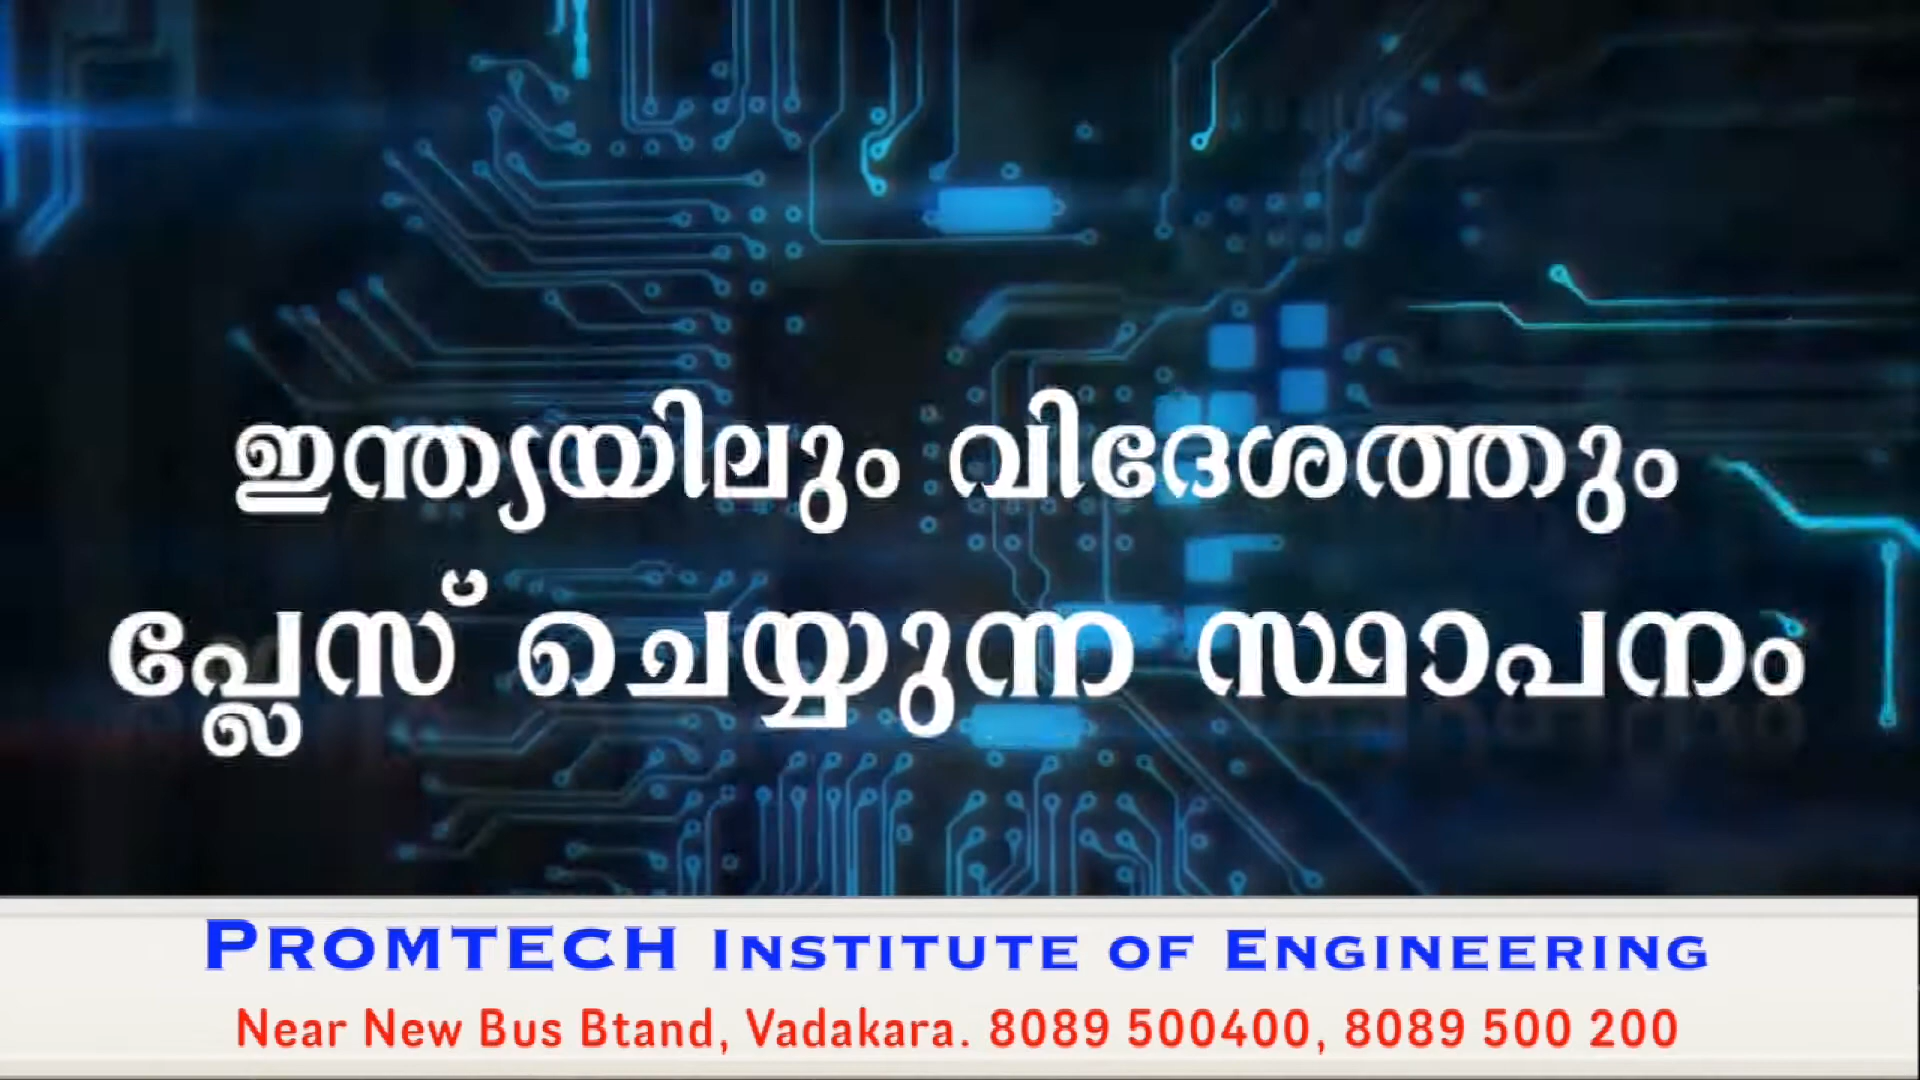 ഇന്ത്യയിലും വിദേശത്തും
പ്ലേസ് ചെയ്യുന്ന സ്ഥാപനം
PROMTECH INSTITUTE OF ENGINEERING
Near New Bus Btand, Vadakara. 8089 500400, 8089 500 200